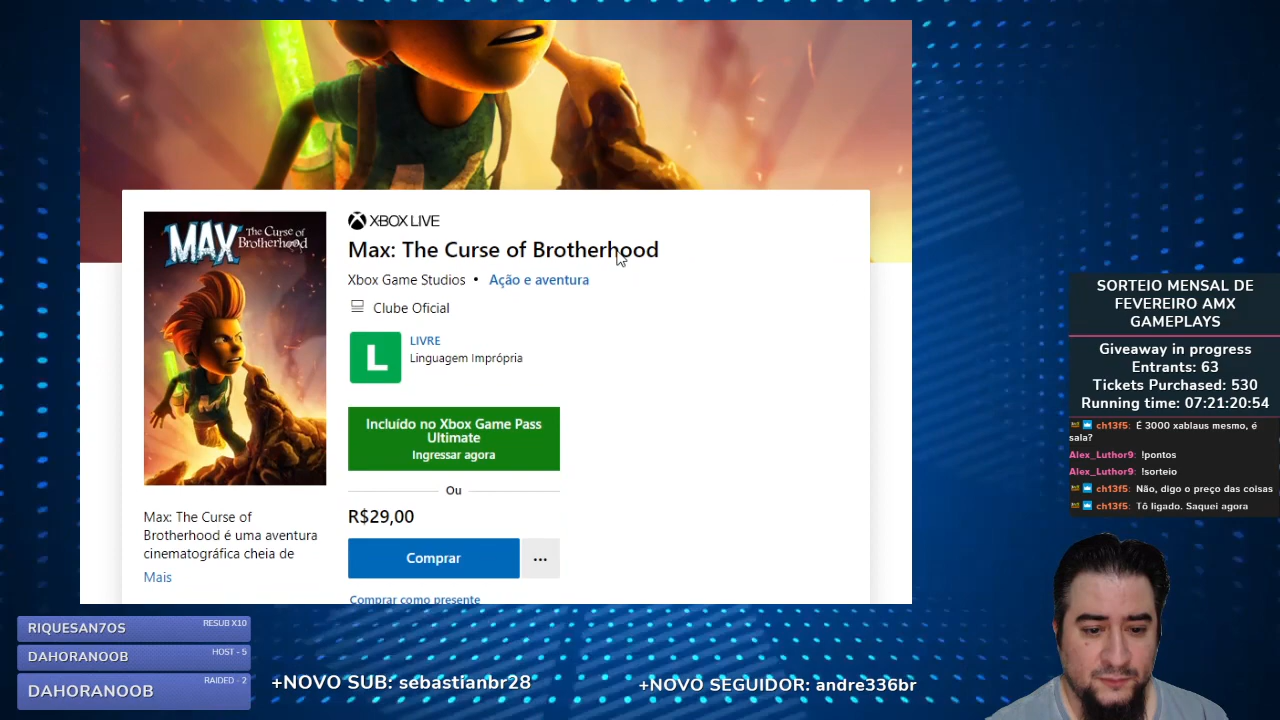 MAX The Curse of
Brotherhood
XBOX LIVE
Max: The Curse of Brotherhood
Xbox Game Studios • Ação e aventura
Clube Oficial
L
LIVRE
Linguagem Imprópria
Incluído no Xbox Game Pass
Ultimate
Ingressar agora
Ou
R$29,00
Comprar
...
Comprar como presente
Max: The Curse of
Brotherhood é uma aventura
cinematográfica cheia de
Mais
SORTEIO MENSAL DE
FEVEREIRO AMX
GAMEPLAYS
Giveaway in progress
Entrants: 63
Tickets Purchased: 530
Running time: 07:21:20:54
ch13f5: É 3000 xablaus mesmo, é
sala?
Alex_Luthor9: !pontos
Alex_Luthor9: !sorteio
ch13f5: Não, digo o preço das coisas
ch13f5: Tô ligado. Saquei agora
RIQUESAN7OS RESUB X10
DAHORANOOB HOST - 5
DAHORANOOB RAIDED - 2
+NOVO SUB: sebastianbr28
+NOVO SEGUIDOR: andre336br